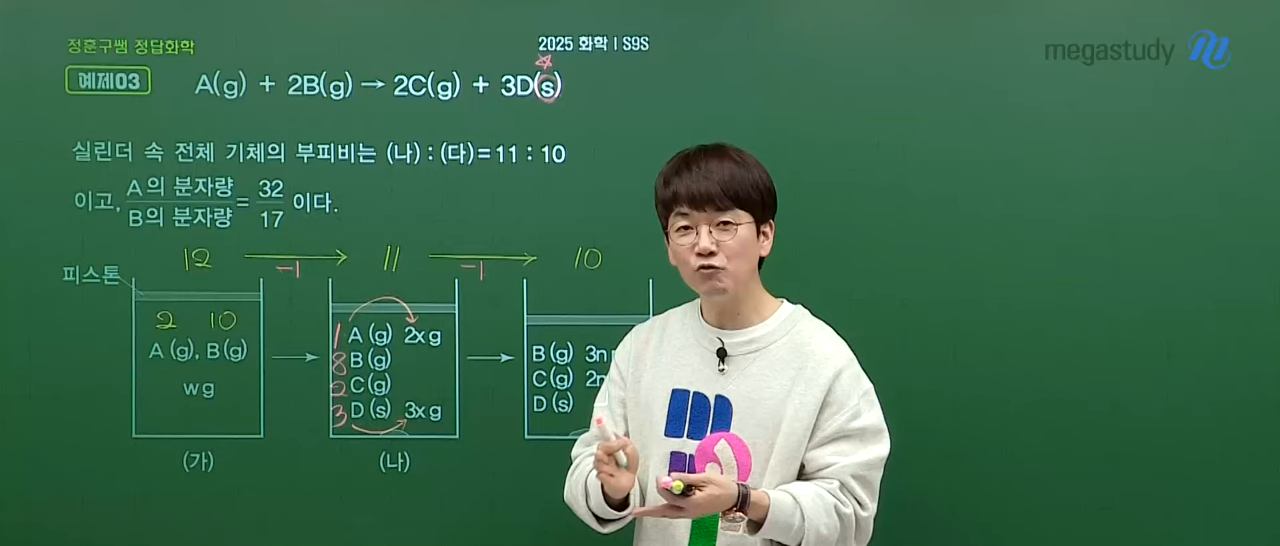 정훈구쌤 정답화학
2025 화학 I S9S
megastudy
예제03
A(g) + 2B(g) → 2C(g) + 3D(s)
실린더 속 전체 기체의 부피비는 (나) : (다) = 11 : 10
이고, A의 분자량 / B의 분자량 = 32 / 17 이다.
12 11 10
-1 -1
피스톤
2 10
A(g), B(g)
w g
(가)
1 A(g) 2x g
8 B(g)
2 C(g)
3 D(s) 3x g
(나)
B(g) 3n
C(g) 2n
D(s)